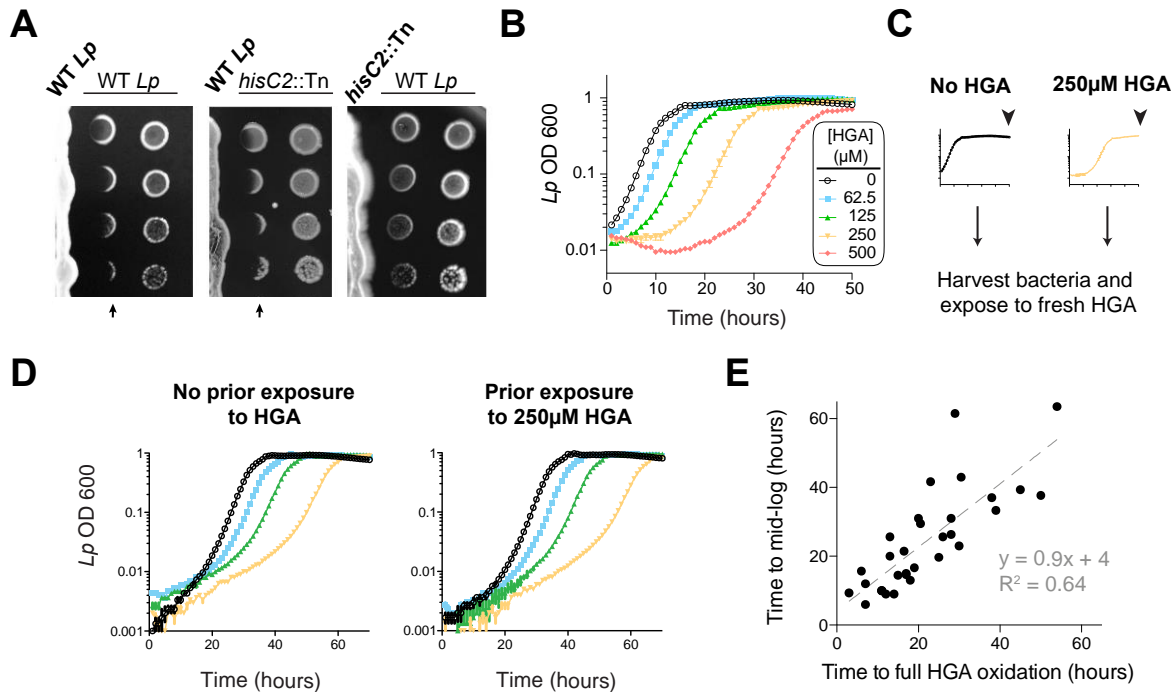 A
WT Lp
WT Lp
WT Lp
hisC2::Tn
hisC2::Tn
WT Lp
B
Lp OD 600
1
0.1
0.01
0
10
20
30
40
50
Time (hours)
[HGA]
(µM)
0
62.5
125
250
500
C
No HGA
250µM HGA
Harvest bacteria and
expose to fresh HGA
D
No prior exposure
to HGA
Lp OD 600
1
0.1
0.01
0.001
0
20
40
60
Time (hours)
Prior exposure
to 250µM HGA
1
0.1
0.01
0.001
0
20
40
60
Time (hours)
E
Time to mid-log (hours)
60
40
20
0
0
20
40
60
y = 0.9x + 4
R² = 0.64
Time to full HGA oxidation (hours)